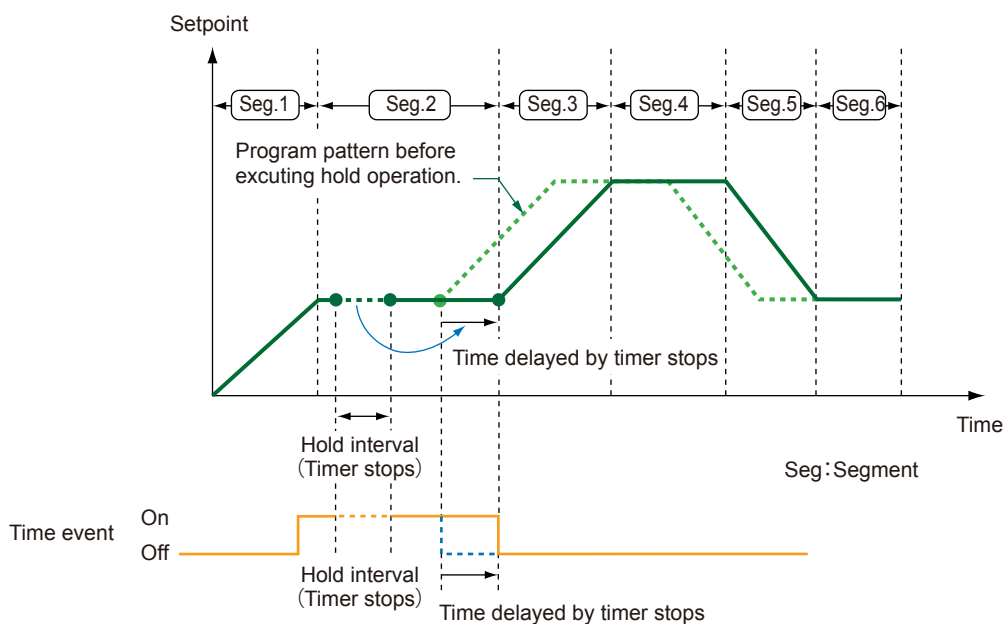 Setpoint
Seg.1
Seg.2
Seg.3
Seg.4
Seg.5
Seg.6
Program pattern before
excuting hold operation.
Time delayed by timer stops
Time
Hold interval
(Timer stops)
Seg:Segment
Time event
On
Off
Hold interval
(Timer stops)
Time delayed by timer stops